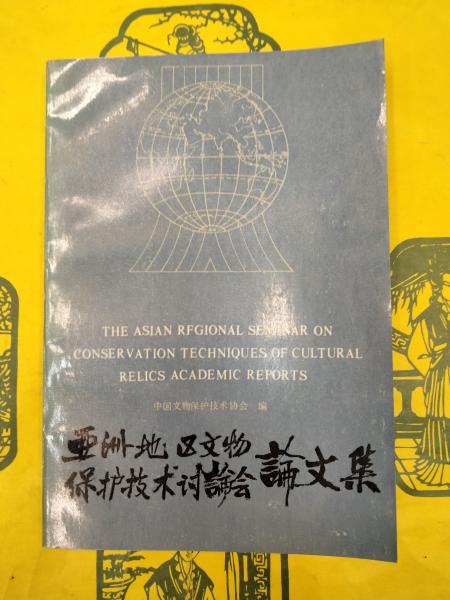 THE ASIAN RFGIONAL SEMINAR ON
CONSERVATION TECHNIQUES OF CULTURAL
RELICS ACADEMIC REPORTS
中国文物保护技术协会 编
亚洲地区文物
保护技术讨論会論文集